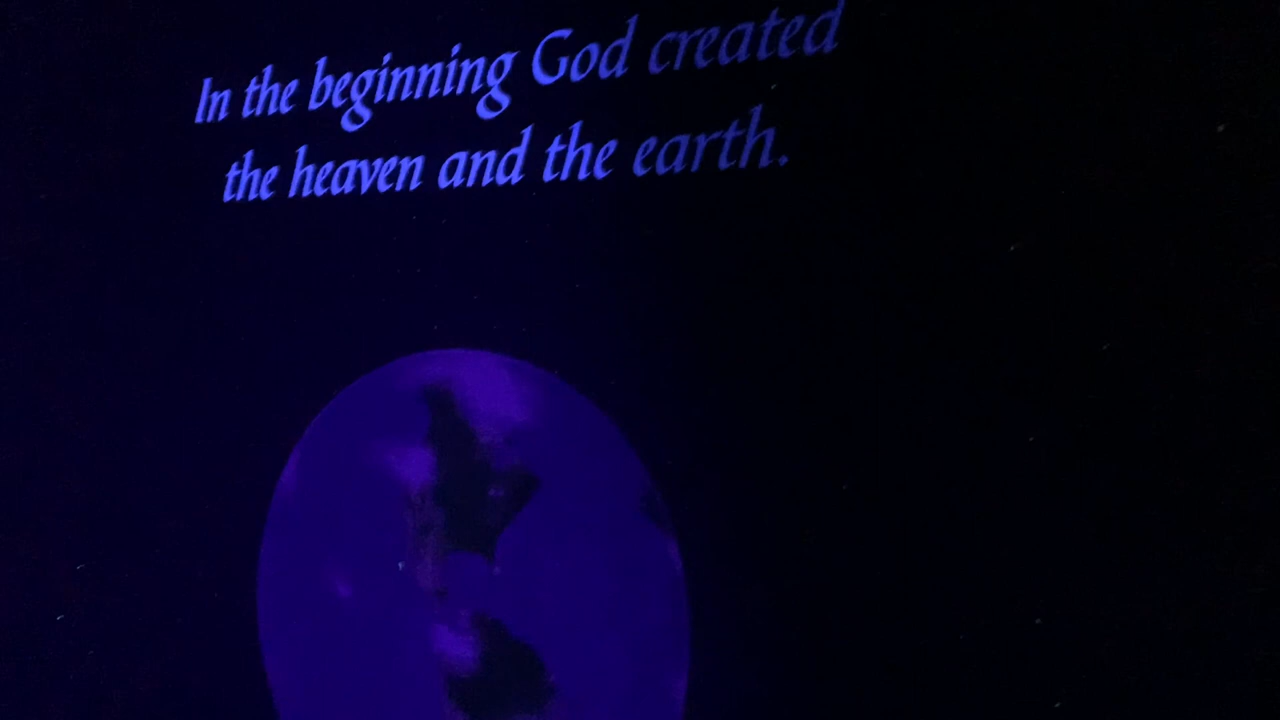 In the beginning God created
the heaven and the earth.